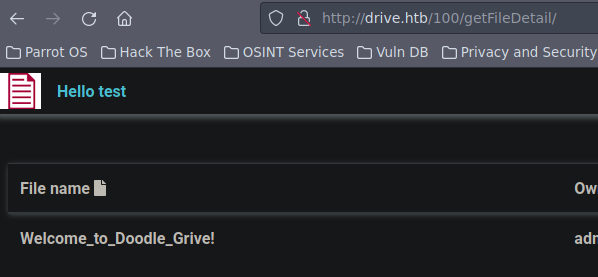 http://drive.htb/100/getFileDetail/
Parrot OS Hack The Box OSINT Services Vuln DB Privacy and Security
Hello test
File name Ow
Welcome_to_Doodle_Grive! adr